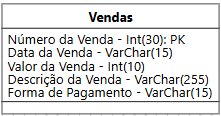 Vendas
Número da Venda - Int(30): PK
Data da Venda - VarChar(15)
Valor da Venda - Int(10)
Descrição da Venda - VarChar(255)
Forma de Pagamento - VarChar(15)